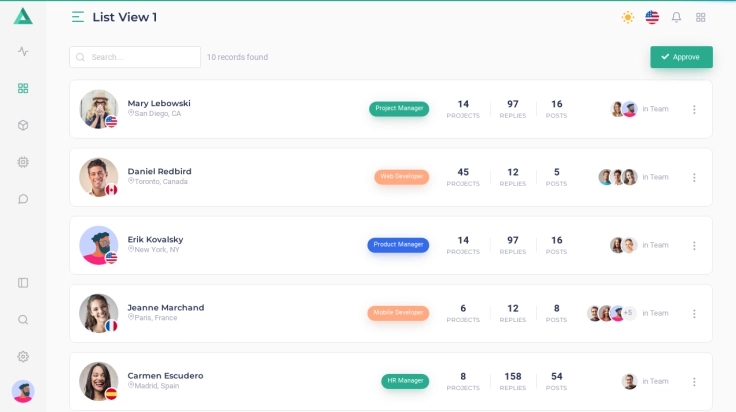 List View 1
Search...
10 records found
Approve
Mary Lebowski
San Diego, CA
Project Manager
14
PROJECTS
97
REPLIES
16
POSTS
in Team
Daniel Redbird
Toronto, Canada
Web Developer
45
PROJECTS
12
REPLIES
5
POSTS
in Team
Erik Kovalsky
New York, NY
Product Manager
14
PROJECTS
97
REPLIES
16
POSTS
in Team
Jeanne Marchand
Paris, France
Mobile Developer
6
PROJECTS
12
REPLIES
8
POSTS
+5
in Team
Carmen Escudero
Madrid, Spain
HR Manager
8
PROJECTS
158
REPLIES
54
POSTS
in Team